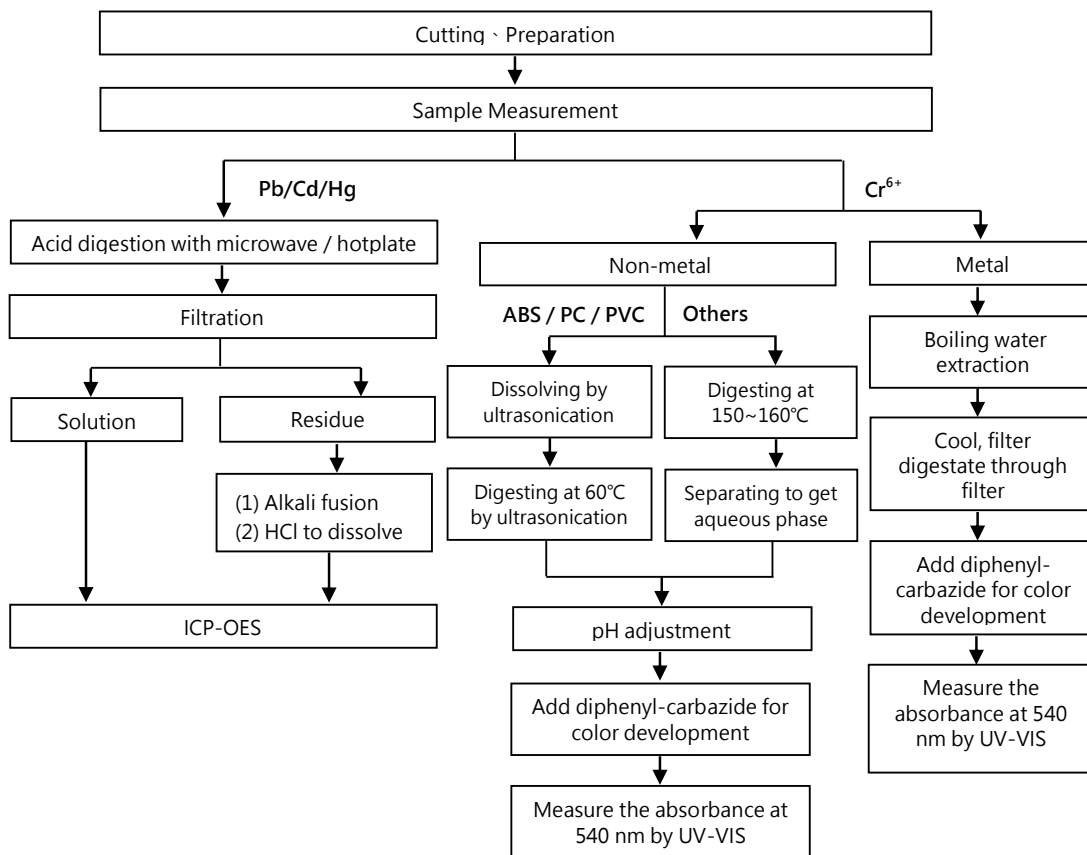 Cutting、Preparation
Sample Measurement
Pb/Cd/Hg
Cr⁶⁺
Acid digestion with microwave / hotplate
Non-metal
Metal
Filtration
ABS / PC / PVC
Others
Boiling water
extraction
Dissolving by
ultrasonication
Digesting at
150~160℃
Solution
Residue
Cool, filter
digestate through
filter
(1) Alkali fusion
(2) HCl to dissolve
Digesting at 60℃
by ultrasonication
Separating to get
aqueous phase
Add diphenyl-
carbazide for color
development
ICP-OES
pH adjustment
Measure the
absorbance at 540
nm by UV-VIS
Add diphenyl-carbazide for
color development
Measure the absorbance at
540 nm by UV-VIS